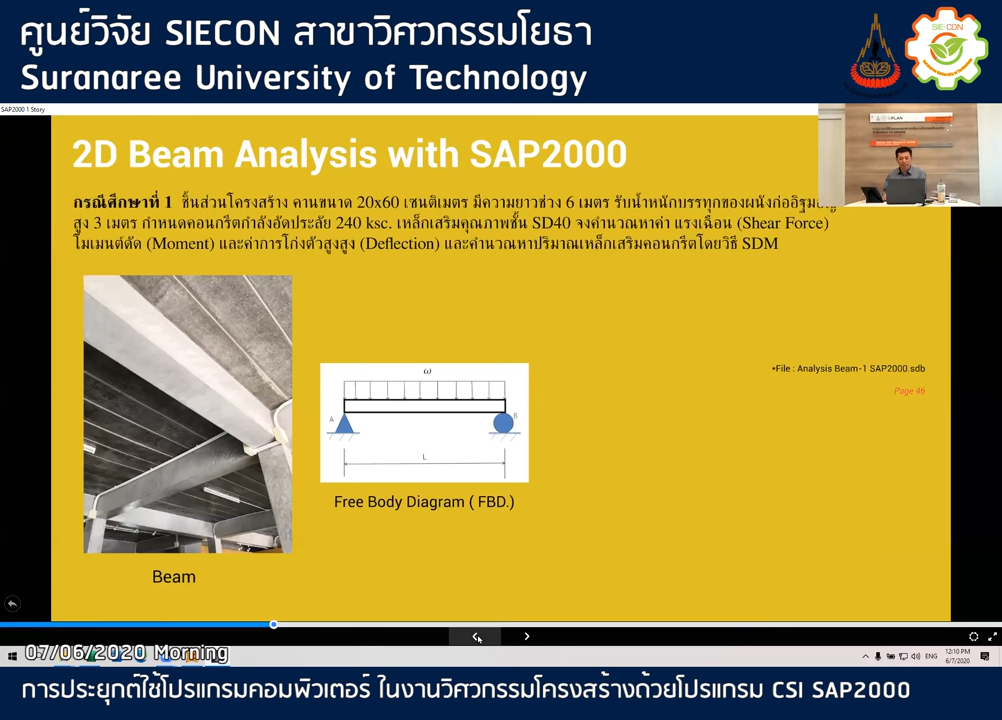 ศูนย์วิจัย SIECON สาขาวิศวกรรมโยธา
Suranaree University of Technology
SIE-CON
SAP2000 1 Story
2D Beam Analysis with SAP2000
กรณีศึกษาที่ 1 ชิ้นส่วนโครงสร้าง คานขนาด 20x60 เซนติเมตร มีความยาวช่วง 6 เมตร รับน้ำหนักบรรทุกของผนังก่ออิฐมอญ
สูง 3 เมตร กำหนดคอนกรีตกำลังอัดประลัย 240 ksc. เหล็กเสริมคุณภาพชั้น SD40 จงคำนวณหาค่า แรงเฉือน (Shear Force)
โมเมนต์ดัด (Moment) และค่าการโก่งตัวสูงสูง (Deflection) และคำนวณหาปริมาณเหล็กเสริมคอนกรีตโดยวิธี SDM
ω
A
B
L
•File : Analysis Beam-1 SAP2000.sdb
Page 46
Free Body Diagram ( FBD.)
Beam
07/06/2020 Morning
ENG
12:10 PM
6/7/2020
การประยุกต์ใช้โปรแกรมคอมพิวเตอร์ ในงานวิศวกรรมโครงสร้างด้วยโปรแกรม CSI SAP2000